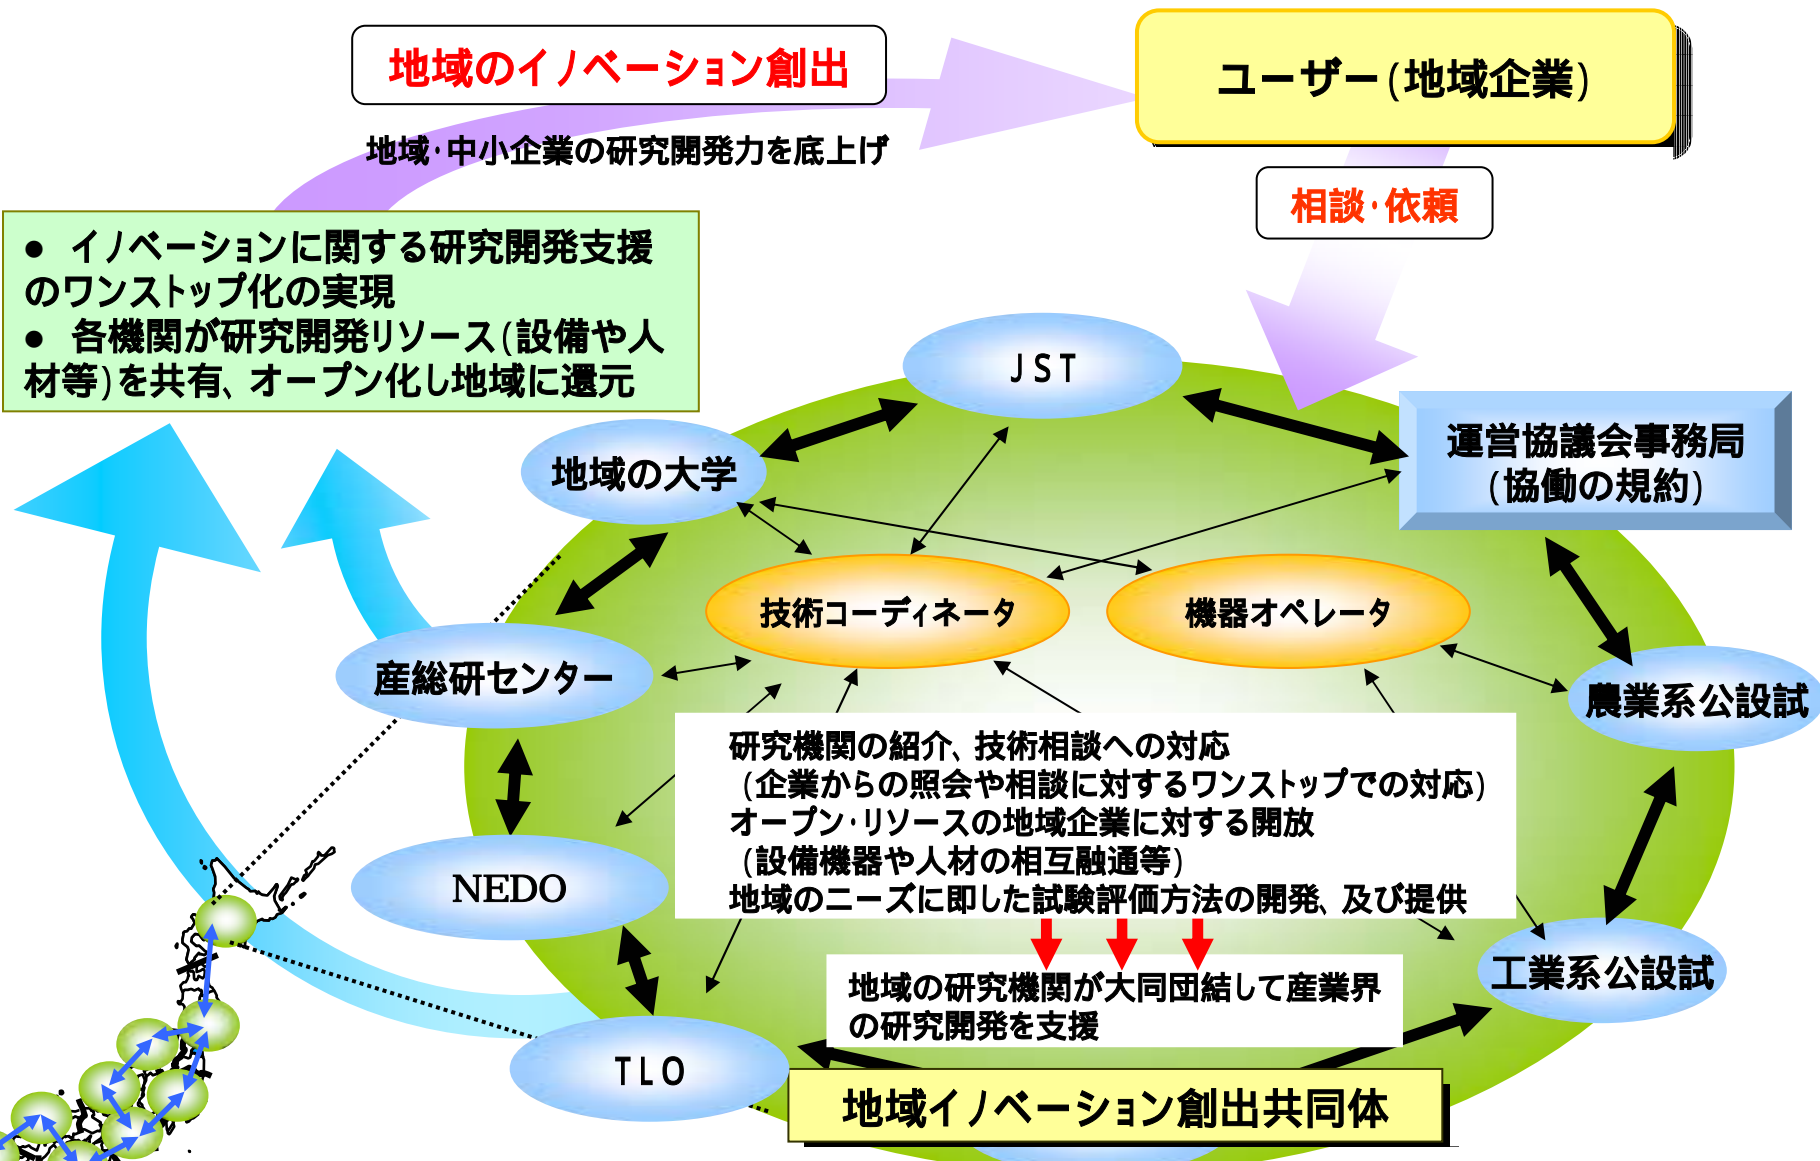 地域のイノベーション創出
ユーザー(地域企業)
地域・中小企業の研究開発力を底上げ
相談・依頼
● イノベーションに関する研究開発支援
のワンストップ化の実現
● 各機関が研究開発リソース(設備や人
材等)を共有、オープン化し地域に還元
JST
運営協議会事務局
(協働の規約)
地域の大学
技術コーディネータ
機器オペレータ
産総研センター
農業系公設試
研究機関の紹介、技術相談への対応
(企業からの照会や相談に対するワンストップでの対応)
オープン・リソースの地域企業に対する開放
(設備機器や人材の相互融通等)
地域のニーズに即した試験評価方法の開発、及び提供
NEDO
工業系公設試
地域の研究機関が大同団結して産業界
の研究開発を支援
TLO
地域イノベーション創出共同体